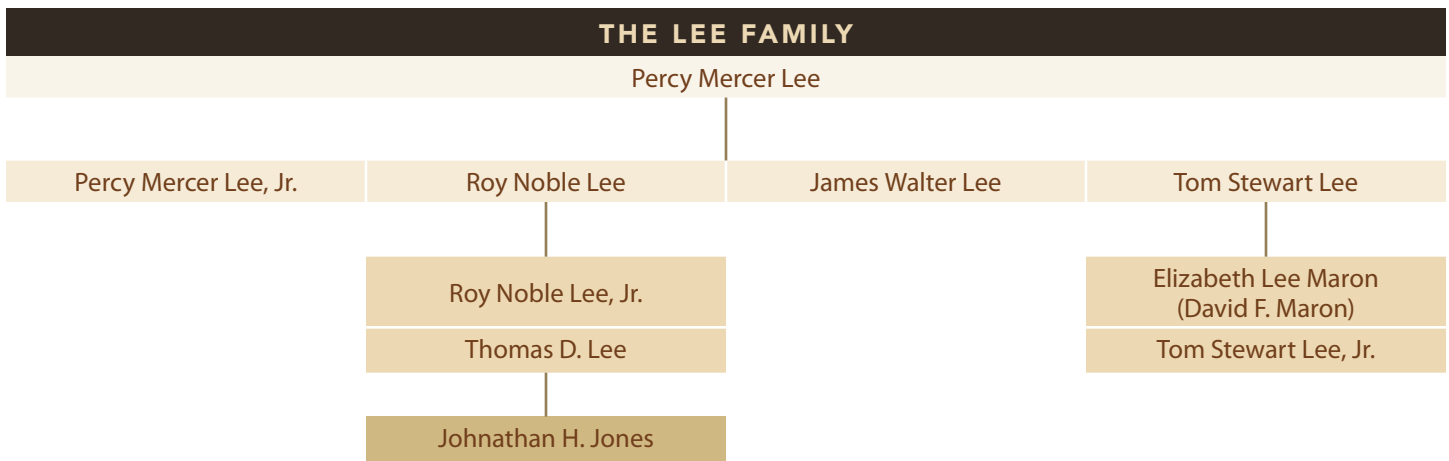 THE LEE FAMILY
Percy Mercer Lee
Percy Mercer Lee, Jr.
Roy Noble Lee
James Walter Lee
Tom Stewart Lee
Roy Noble Lee, Jr.
Thomas D. Lee
Johnathan H. Jones
Elizabeth Lee Maron
(David F. Maron)
Tom Stewart Lee, Jr.